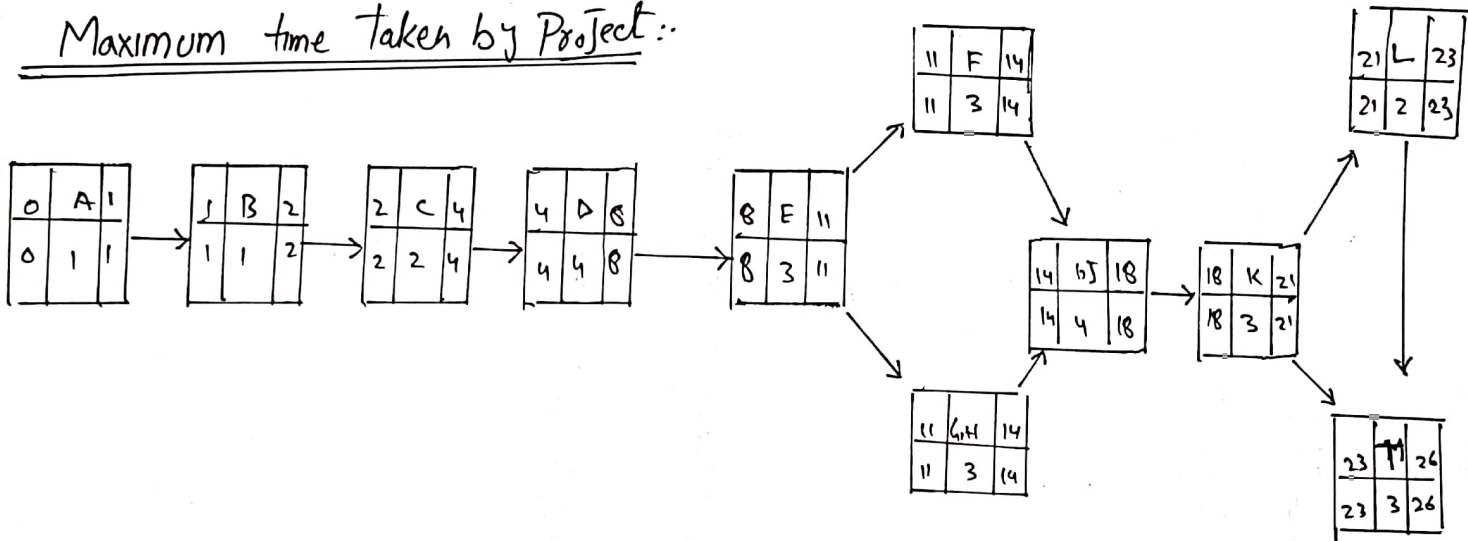 Maximum time Taken by Project:-
0 A 1
0 1 1
1 B 2
1 1 2
2 C 4
2 2 4
4 D 8
4 4 8
8 E 11
8 3 11
11 F 14
11 3 14
11 G,H 14
11 3 14
14 18
14 4 18
18 K 21
18 3 21
21 L 23
21 2 23
23 M 26
23 3 26